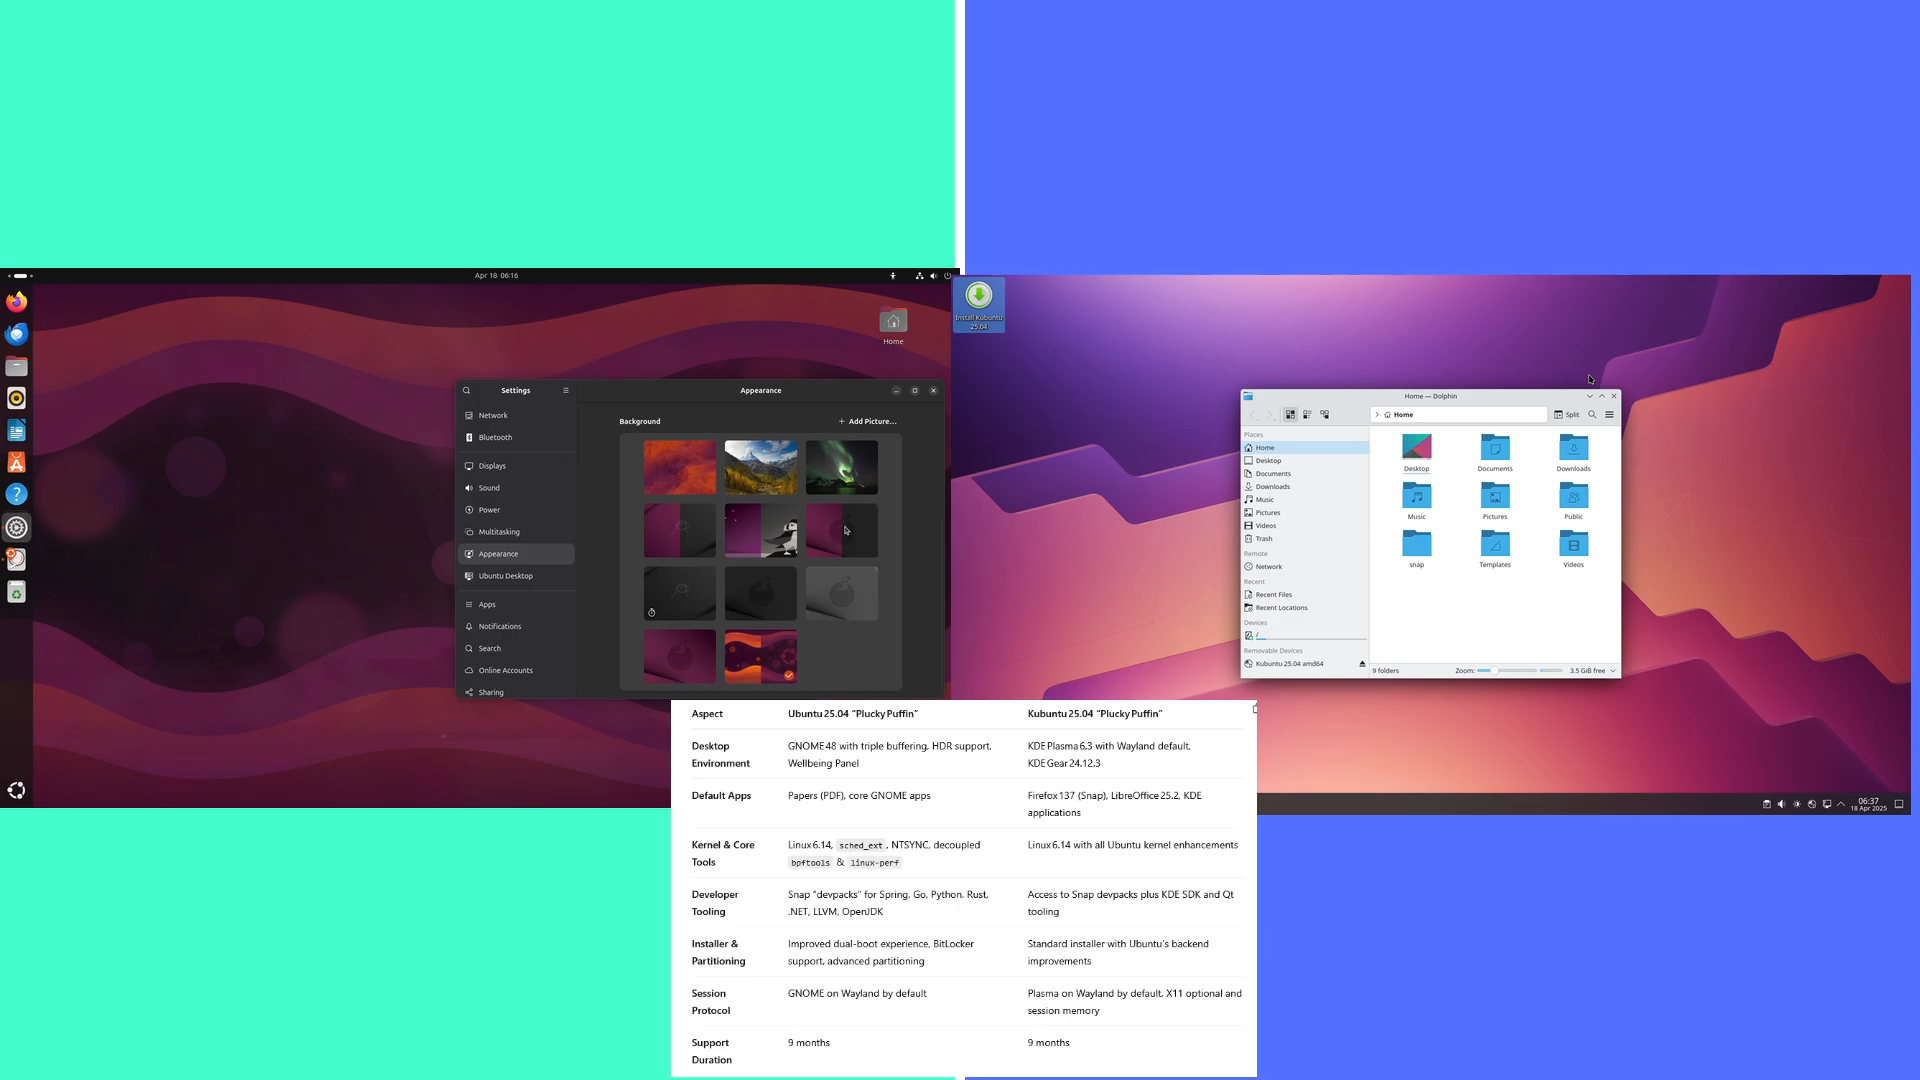 Apr 18 06:16
Home
Settings
Appearance
Network
Bluetooth
Displays
Sound
Power
Multitasking
Appearance
Ubuntu Desktop
Apps
Notifications
Search
Online Accounts
Sharing
Background
Add Picture...
Install Kubuntu
25.04
Home — Dolphin
Home
Split
Places
Home
Desktop
Documents
Downloads
Music
Pictures
Videos
Trash
Remote
Network
Recent
Recent Files
Recent Locations
Devices
/
Removable Devices
Kubuntu 25.04 amd64
Desktop
Documents
Downloads
Music
Pictures
Public
snap
Templates
Videos
9 folders
Zoom:
3.5 GiB free
06:37
18 Apr 2025
Aspect Ubuntu 25.04 “Plucky Puffin” Kubuntu 25.04 “Plucky Puffin”
Desktop GNOME 48 with triple buffering, HDR support, KDE Plasma 6.3 with Wayland default,
Environment Wellbeing Panel KDE Gear 24.12.3
Default Apps Papers (PDF), core GNOME apps Firefox 137 (Snap), LibreOffice 25.2, KDE
applications
Kernel & Core Linux 6.14, sched_ext, NTSYNC, decoupled Linux 6.14 with all Ubuntu kernel enhancements
Tools bpftools & linux-perf
Developer Snap “devpacks” for Spring, Go, Python, Rust, Access to Snap devpacks plus KDE SDK and Qt
Tooling .NET, LLVM, OpenJDK tooling
Installer & Improved dual-boot experience, BitLocker Standard installer with Ubuntu's backend
Partitioning support, advanced partitioning improvements
Session GNOME on Wayland by default Plasma on Wayland by default, X11 optional and
Protocol session memory
Support 9 months 9 months
Duration